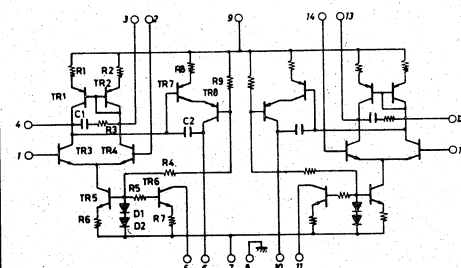 3 2 9 14 13
R1 R2 R8 R9
TR7
TR1 TR2 TR8
4 C1 R3 C2
1 TR3 TR4
R4
TR6
TR5 R5
D1
R6 D2 R7
5 6 7 8 10 11